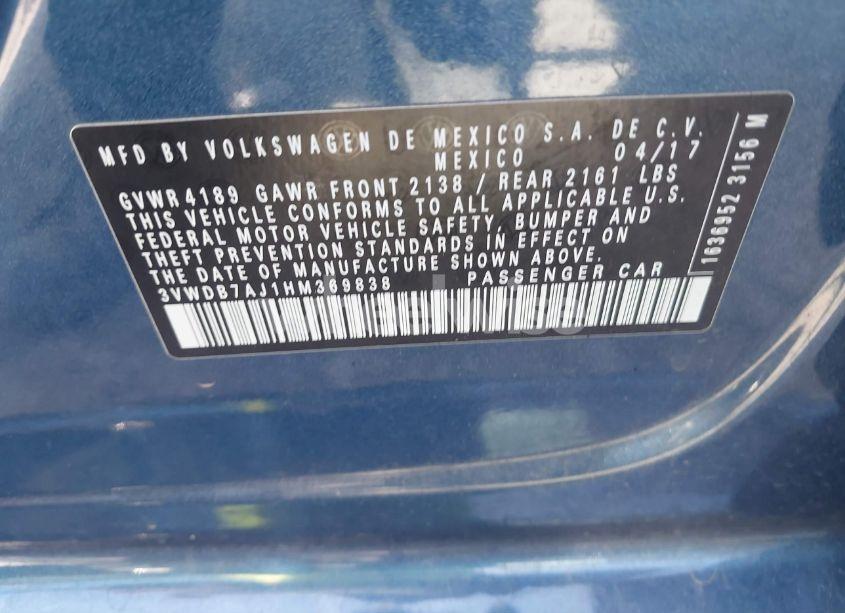 MFD BY VOLKSWAGEN DE MEXICO S.A. DE C.V.
MEXICO 04/17
GVWR 4189 GAWR FRONT 2138 / REAR 2161 LBS
THIS VEHICLE CONFORMS TO ALL APPLICABLE U.S.
FEDERAL MOTOR VEHICLE SAFETY, BUMPER AND
THEFT PREVENTION STANDARDS IN EFFECT ON
THE DATE OF MANUFACTURE SHOWN ABOVE.
3VWDB7AJ1HM369838 PASSENGER CAR
1636952 3156 M